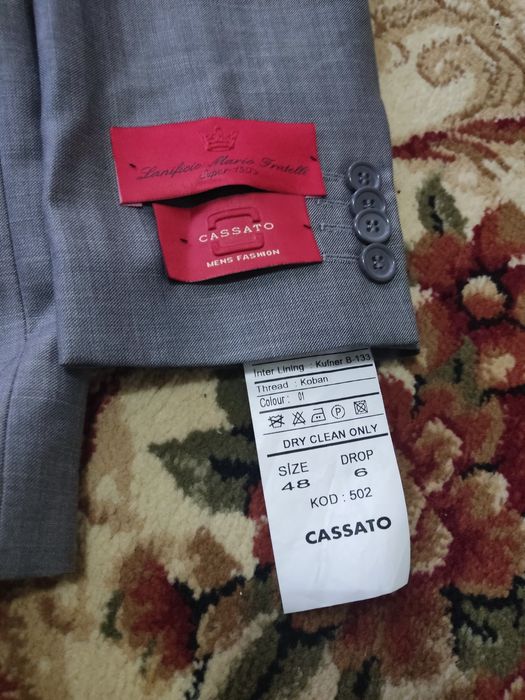 Lanificio Mario Fratelli
Super 150's
CASSATO
MENS FASHION
Inter Lining : Kufner B-133
Thread : Koban
Colour : 01
DRY CLEAN ONLY
SİZE DROP
48 6
KOD : 502
CASSATO